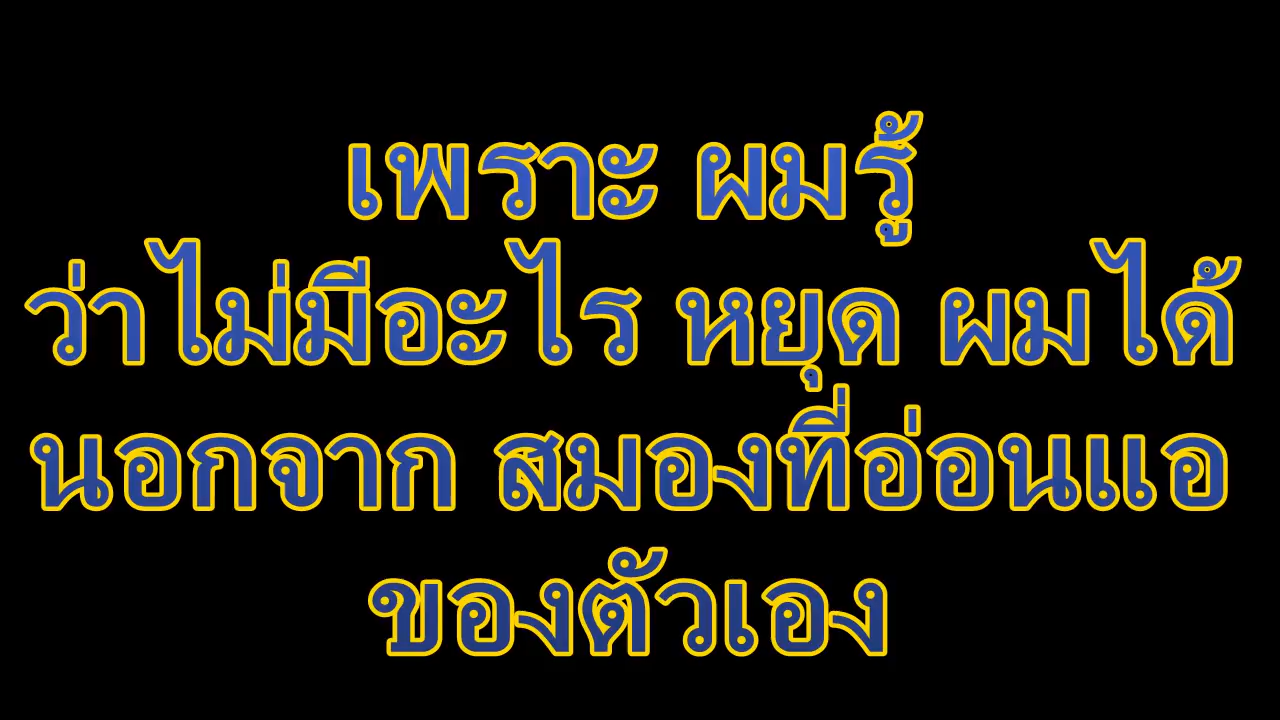 เพราะ ผมรู้
ว่าไม่มีอะไร หยุด ผมได้
นอกจาก สมองที่อ่อนแอ
ของตัวเอง